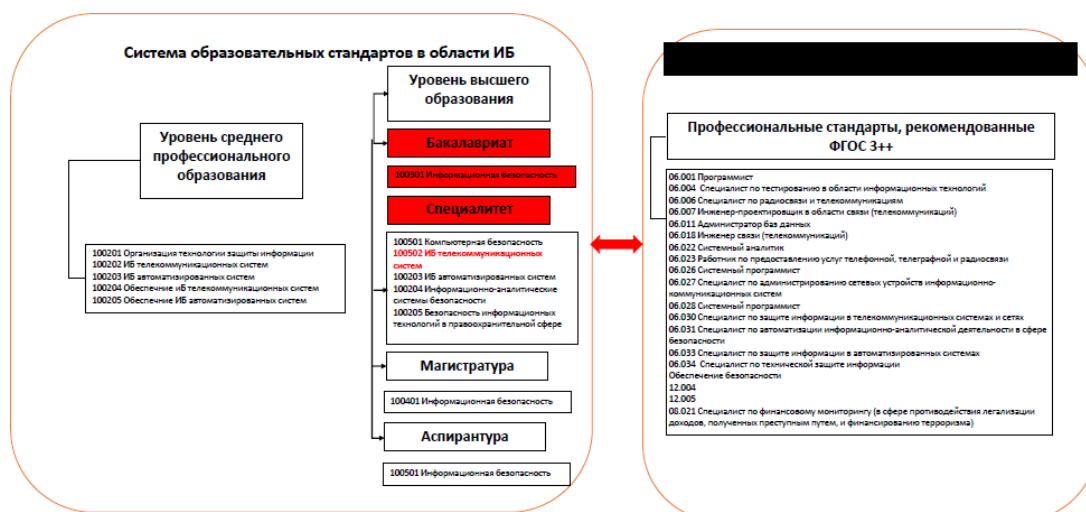 Система образовательных стандартов в области ИБ
Уровень среднего
профессионального
образования
100201 Организация технологии защиты информации
100202 ИБ телекоммуникационных систем
100203 ИБ автоматизированных систем
100204 Обеспечение иБ телекоммуникационных систем
100205 Обеспечние ИБ автоматизированных систем
Уровень высшего
образования
Бакалавриат
100301 Информационная безопасность
Специалитет
100501 Компьютерная безопасность
100502 ИБ телекоммуникационных
систем
100203 ИБ автоматизированных систем
100204 Информационно-аналитические
системы безопасности
100205 Безопасность информационных
технологий в правоохранительной сфере
Магистратура
100401 Информационная безопасность
Аспирантура
100501 Информационная безопасность
Профессиональные стандарты, рекомендованные
ФГОС 3++
06.001 Программист
06.004 Специалист по тестированию в области информационных технологий
06.006 Специалист по радиосвязи и телекоммуникациям
06.007 Инженер-проектировщик в области связи (телекоммуникаций)
06.011 Администратор баз данных
06.018 Инженер связи (телекоммуникаций)
06.022 Системный аналитик
06.023 Работник по предоставлению услуг телефонной, телеграфной и радиосвязи
06.026 Системный программист
06.027 Специалист по администрированию сетевых устройств информационно-
коммуникационных систем
06.028 Системный программист
06.030 Специалист по защите информации в телекоммуникационных системах и сетях
06.031 Специалист по автоматизации информационно-аналитической деятельности в сфере
безопасности
06.033 Специалист по защите информации в автоматизированных системах
06.034 Специалист по технической защите информации
Обеспечение безопасности
12.004
12.005
08.021 Специалист по финансовому мониторингу (в сфере противодействия легализации
доходов, полученных преступным путем, и финансированию терроризма)